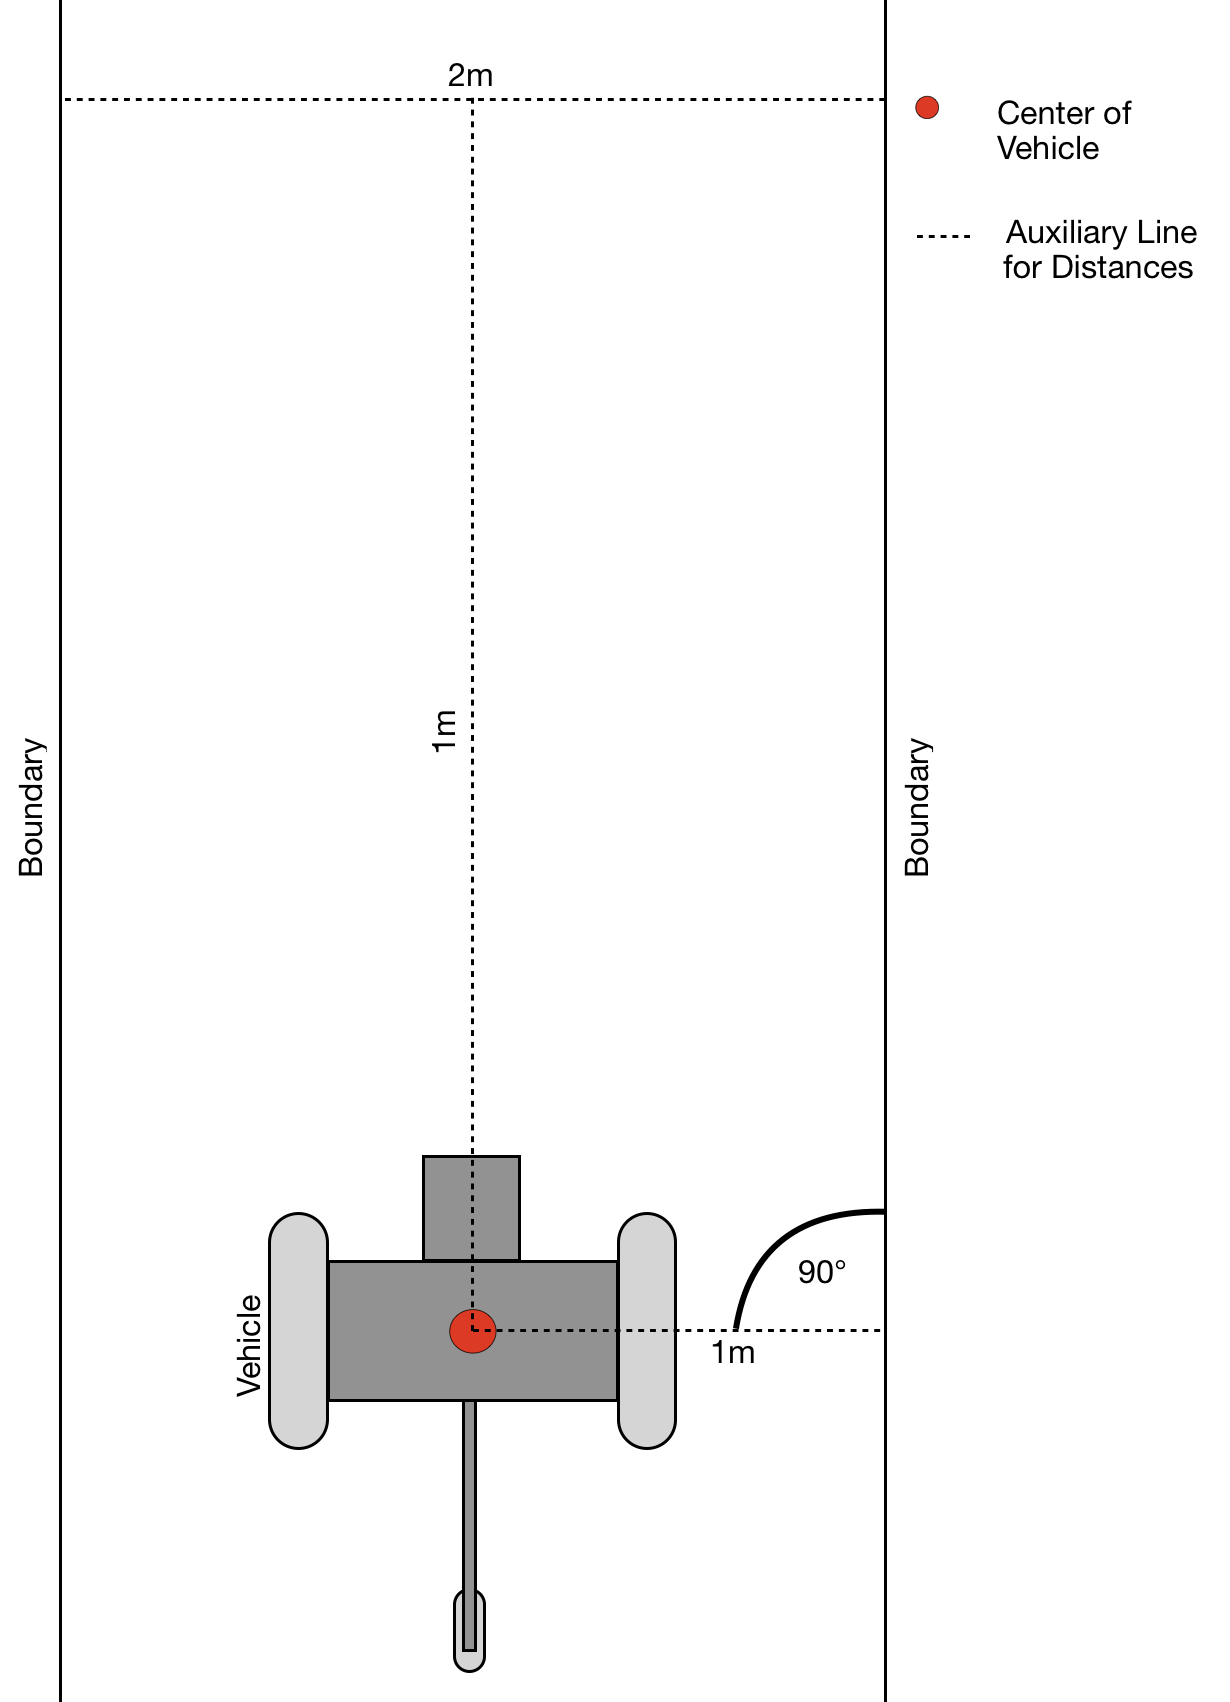 2m
Center of
Vehicle
Auxiliary Line
for Distances
1m
Boundary
Boundary
90°
Vehicle
1m